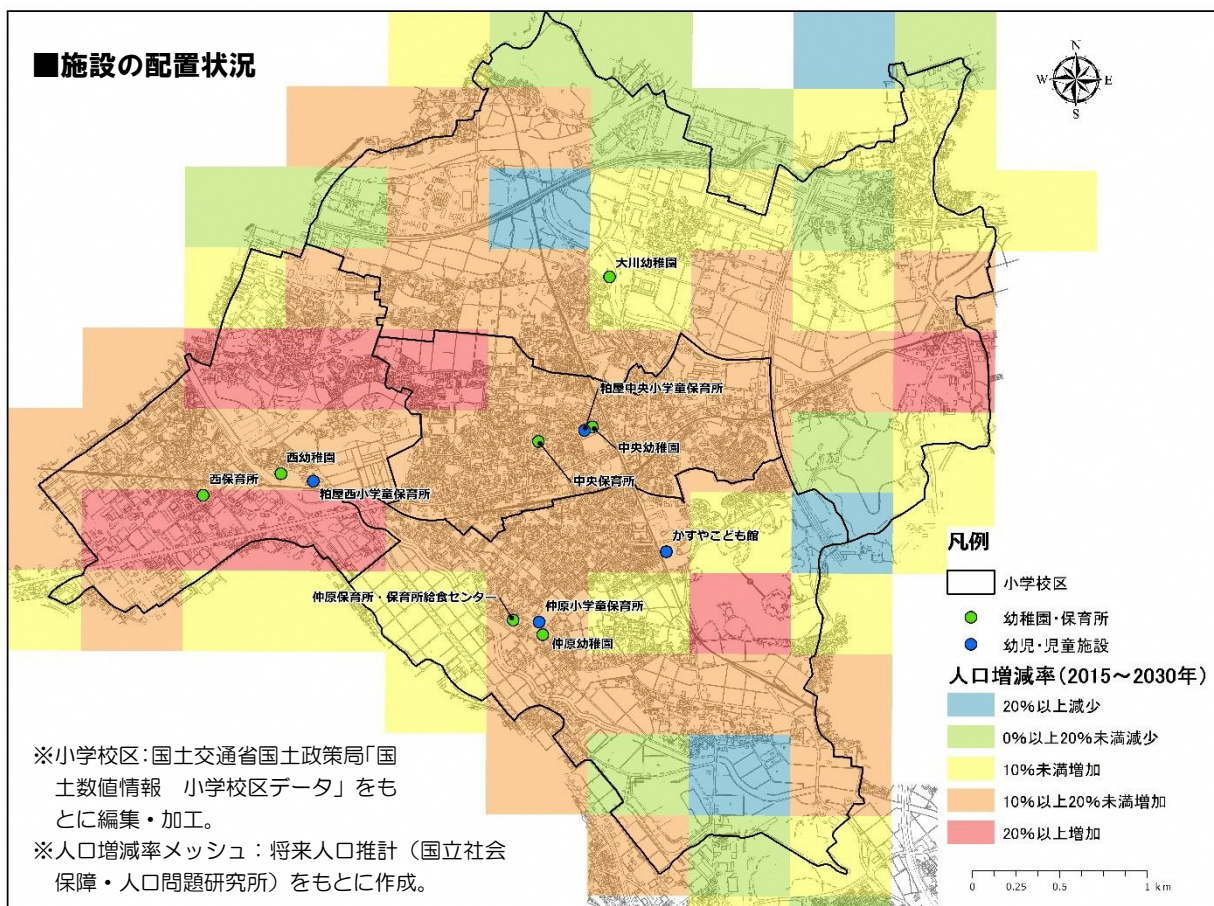 ■施設の配置状況
N
W
E
S
大川幼稚園
粕屋中央小学童保育所
中央幼稚園
中央保育所
西幼稚園
西保育所
粕屋西小学童保育所
かすやこども館
仲原保育所・保育所給食センター
仲原小学童保育所
仲原幼稚園
凡例
小学校区
幼稚園・保育所
幼児・児童施設
人口増減率(2015~2030年)
20%以上減少
0%以上20%未満減少
10%未満増加
10%以上20%未満増加
20%以上増加
0 0.25 0.5 1 km
※小学校区:国土交通省国土政策局「国
土数値情報 小学校区データ」をも
とに編集・加工。
※人口増減率メッシュ:将来人口推計(国立社会
保障・人口問題研究所)をもとに作成。